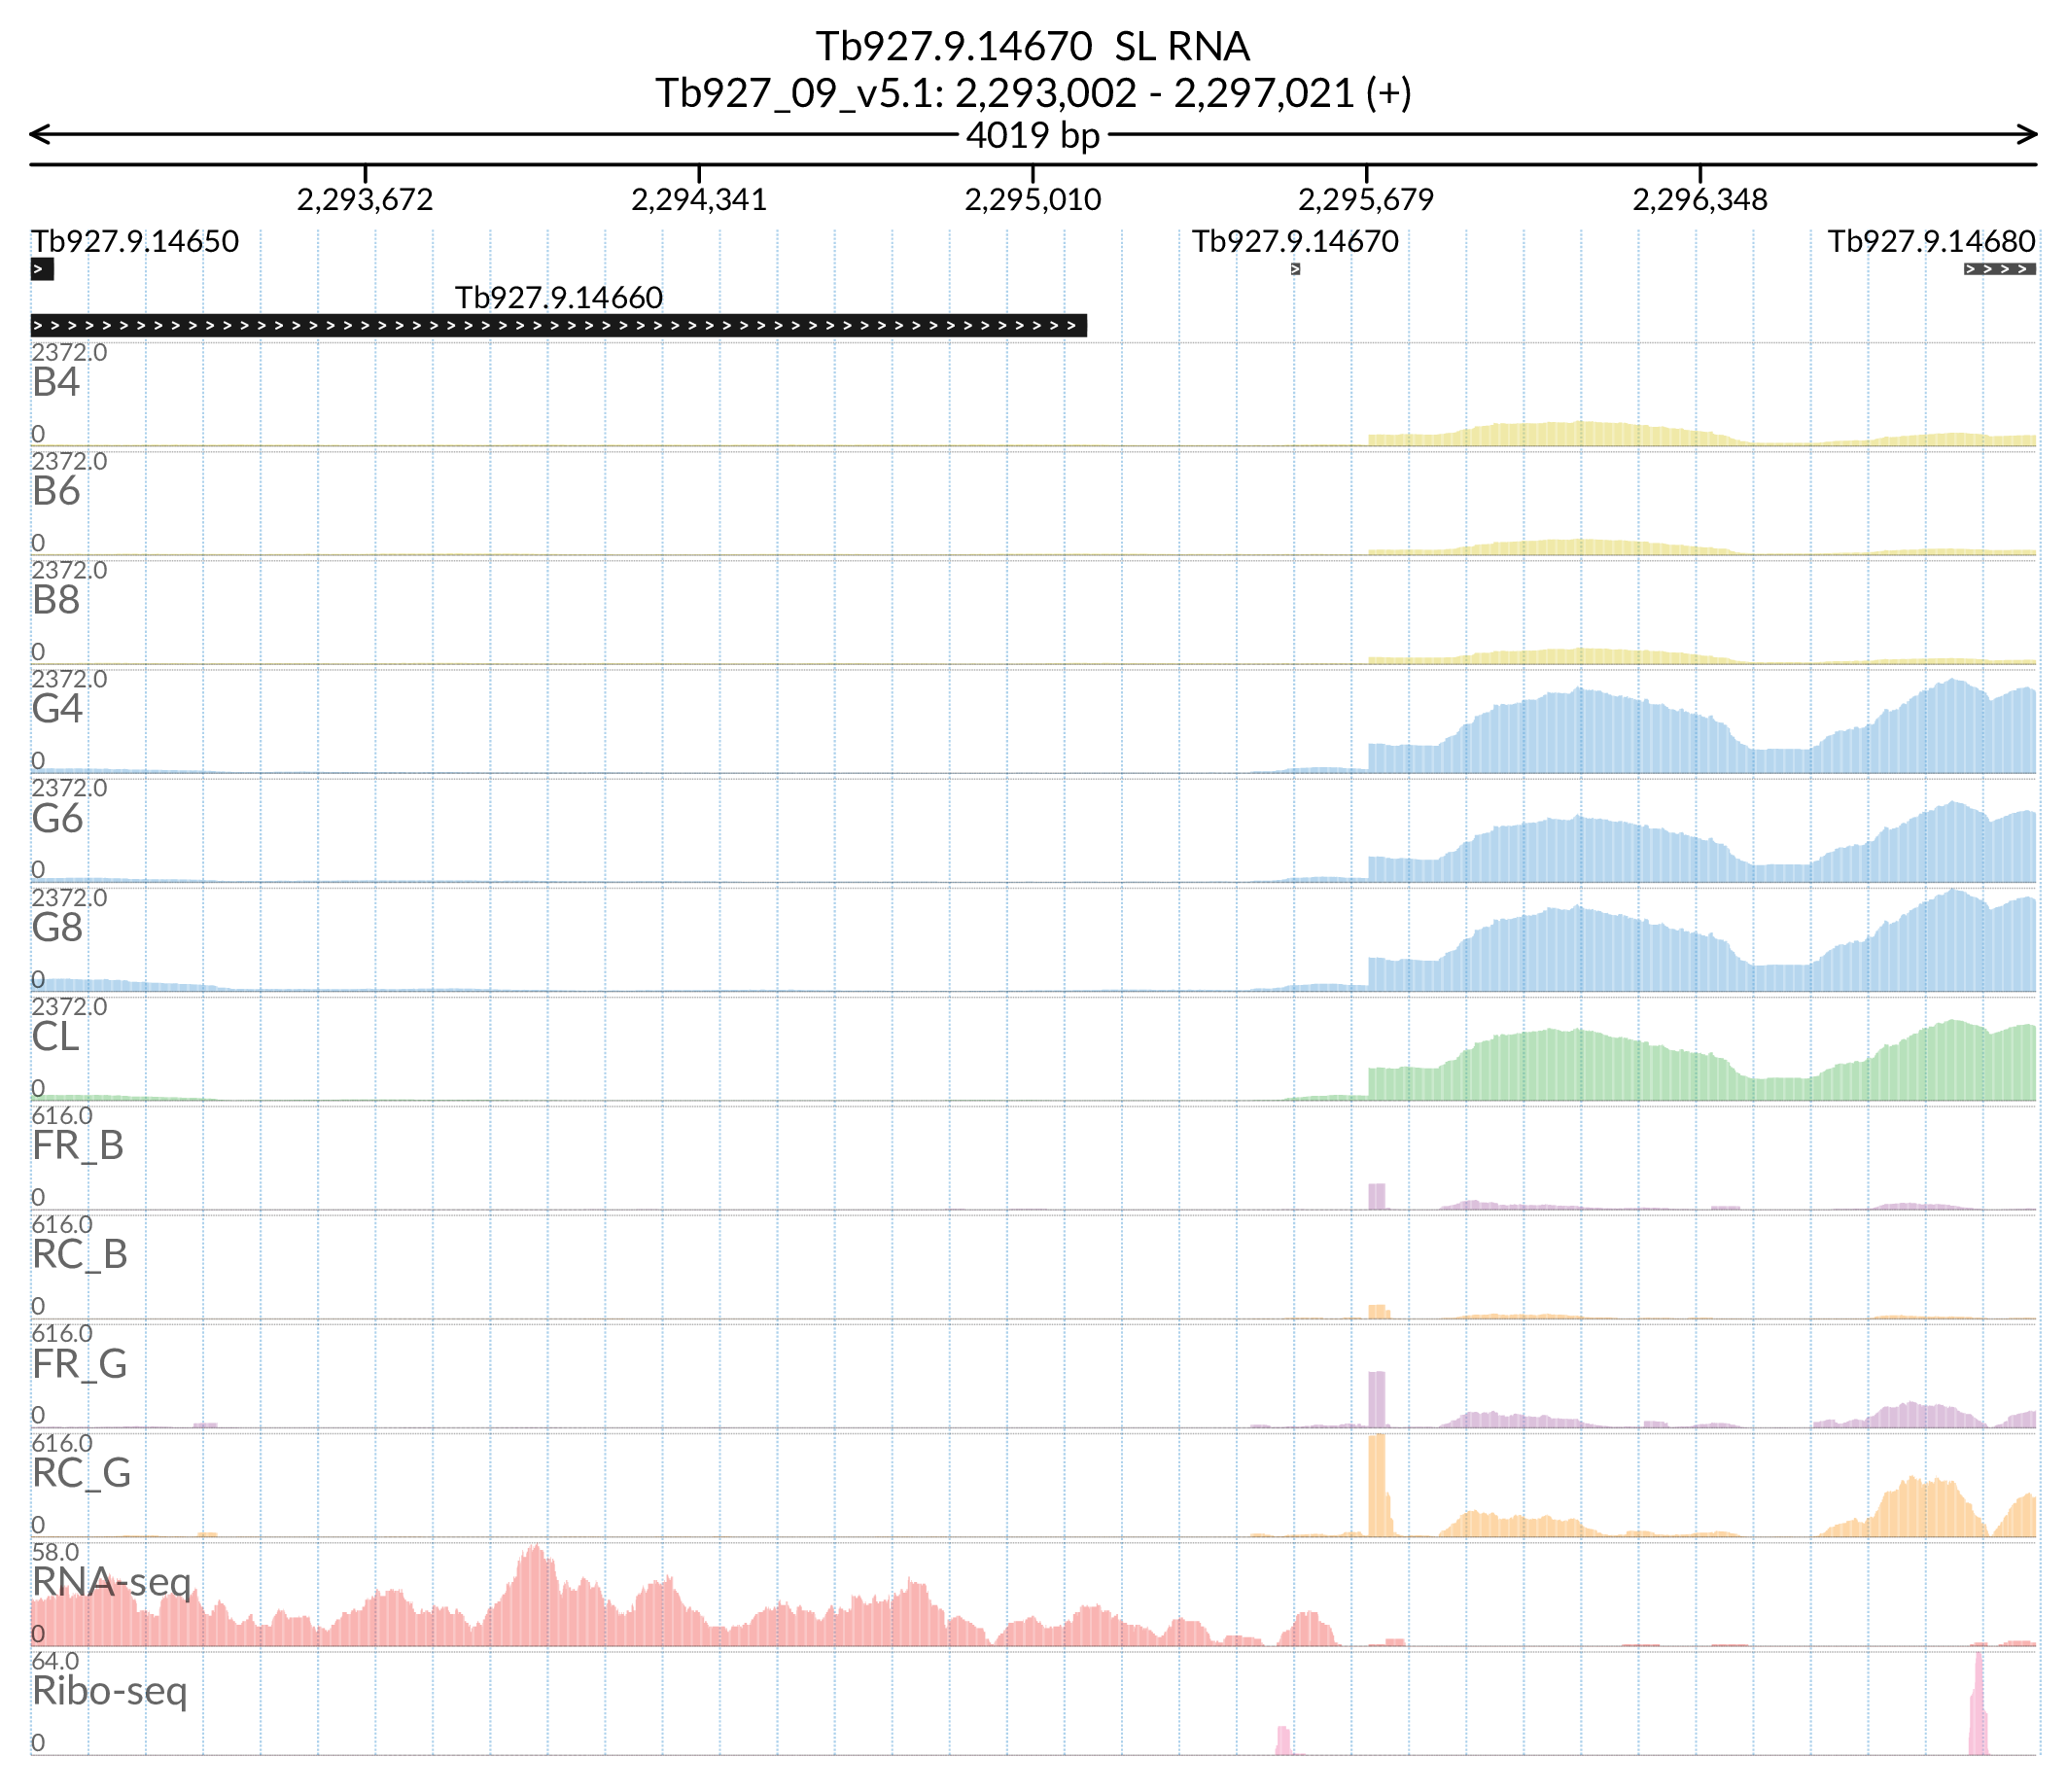 Tb927.9.14670  SL RNA
Tb927_09_v5.1: 2,293,002 - 2,297,021 (+)
4019 bp
2,293,672 2,294,341 2,295,010 2,295,679 2,296,348
Tb927.9.14650 Tb927.9.14670 Tb927.9.14680
Tb927.9.14660
2372.0
B4
0
2372.0
B6
0
2372.0
B8
0
2372.0
G4
0
2372.0
G6
0
2372.0
G8
0
2372.0
CL
0
616.0
FR_B
0
616.0
RC_B
0
616.0
FR_G
0
616.0
RC_G
0
58.0
RNA-seq
0
64.0
Ribo-seq
0